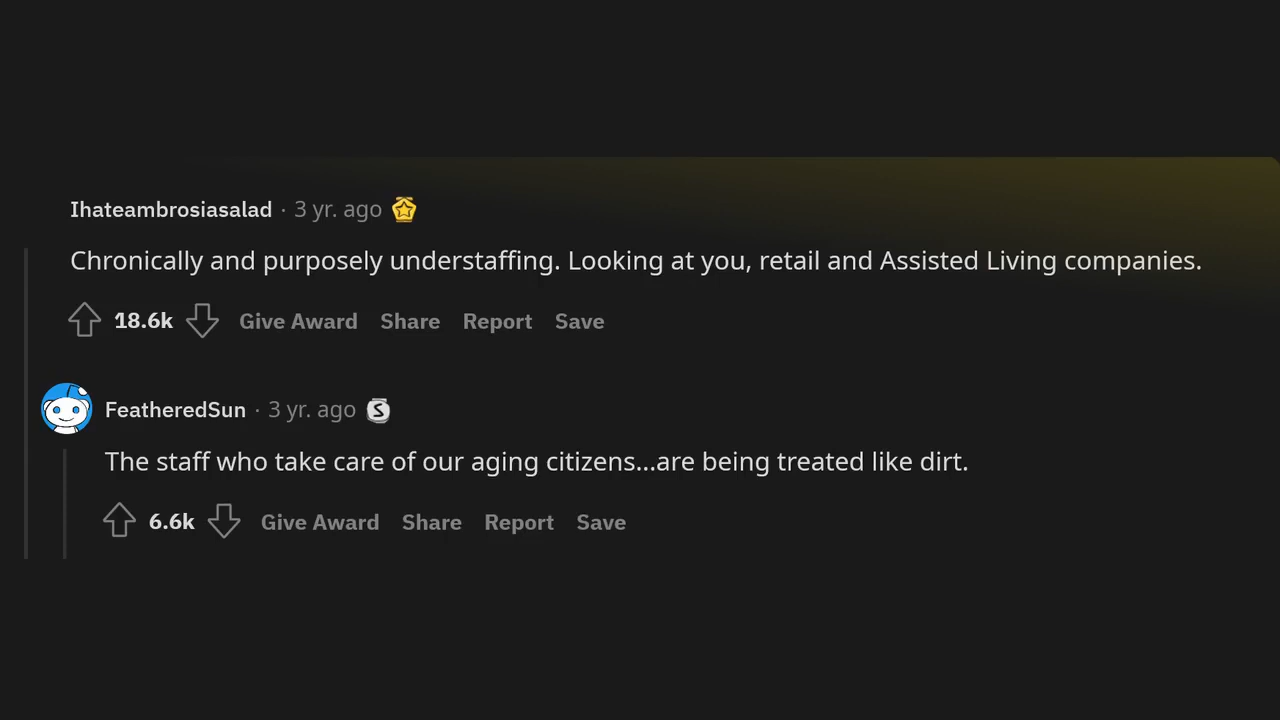 Ihateambrosiasalad · 3 yr. ago
Chronically and purposely understaffing. Looking at you, retail and Assisted Living companies.
18.6k Give Award Share Report Save
FeatheredSun · 3 yr. ago S
The staff who take care of our aging citizens...are being treated like dirt.
6.6k Give Award Share Report Save